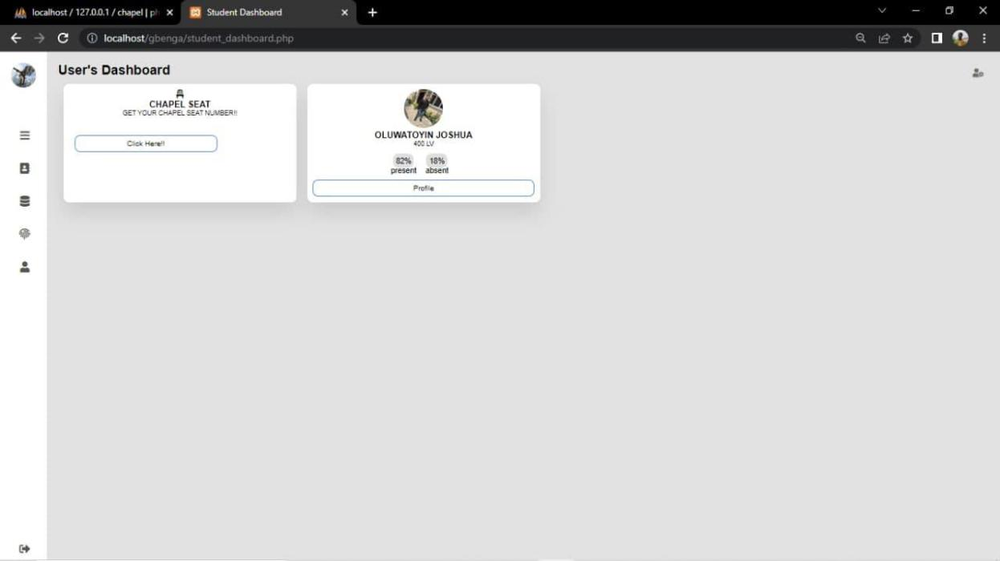 localhost / 127.0.0.1 / chapel | ph
Student Dashboard
localhost/gbenga/student_dashboard.php
User's Dashboard
CHAPEL SEAT
GET YOUR CHAPEL SEAT NUMBER!!
Click Here!!
OLUWATOYIN JOSHUA
400 LV
82% 18%
present absent
Profile